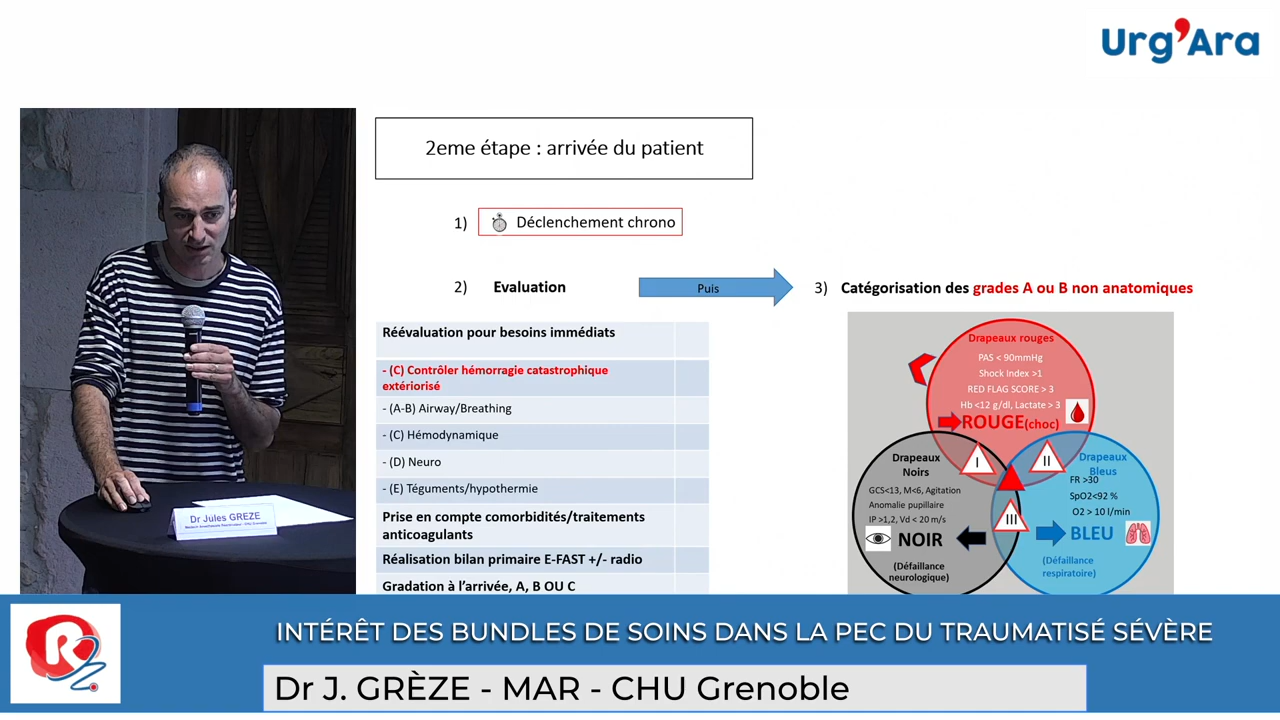 Urg'Ara
2eme étape : arrivée du patient
1) Déclenchement chrono
2) Evaluation
Puis
3) Catégorisation des grades A ou B non anatomiques
Réévaluation pour besoins immédiats
- (C) Contrôler hémorragie catastrophique
extériorisé
- (A-B) Airway/Breathing
- (C) Hémodynamique
- (D) Neuro
- (E) Téguments/hypothermie
Prise en compte comorbidités/traitements
anticoagulants
Réalisation bilan primaire E-FAST +/- radio
Gradation à l'arrivée, A, B OU C
Drapeaux rouges
PAS < 90mmHg
Shock Index >1
RED FLAG SCORE > 3
Hb <12 g/dl, Lactate > 3
ROUGE(choc)
I
II
III
Drapeaux
Noirs
GCS<13, M<6, Agitation
Anomalie pupillaire
IP >1,2, Vd < 20 m/s
NOIR
(Défaillance
neurologique)
Drapeaux
Bleus
FR >30
SpO2<92 %
O2 > 10 l/min
BLEU
(Défaillance
respiratoire)
Dr Jules GREZE
R
INTÉRÊT DES BUNDLES DE SOINS DANS LA PEC DU TRAUMATISÉ SÉVÈRE
Dr J. GRÈZE - MAR - CHU Grenoble